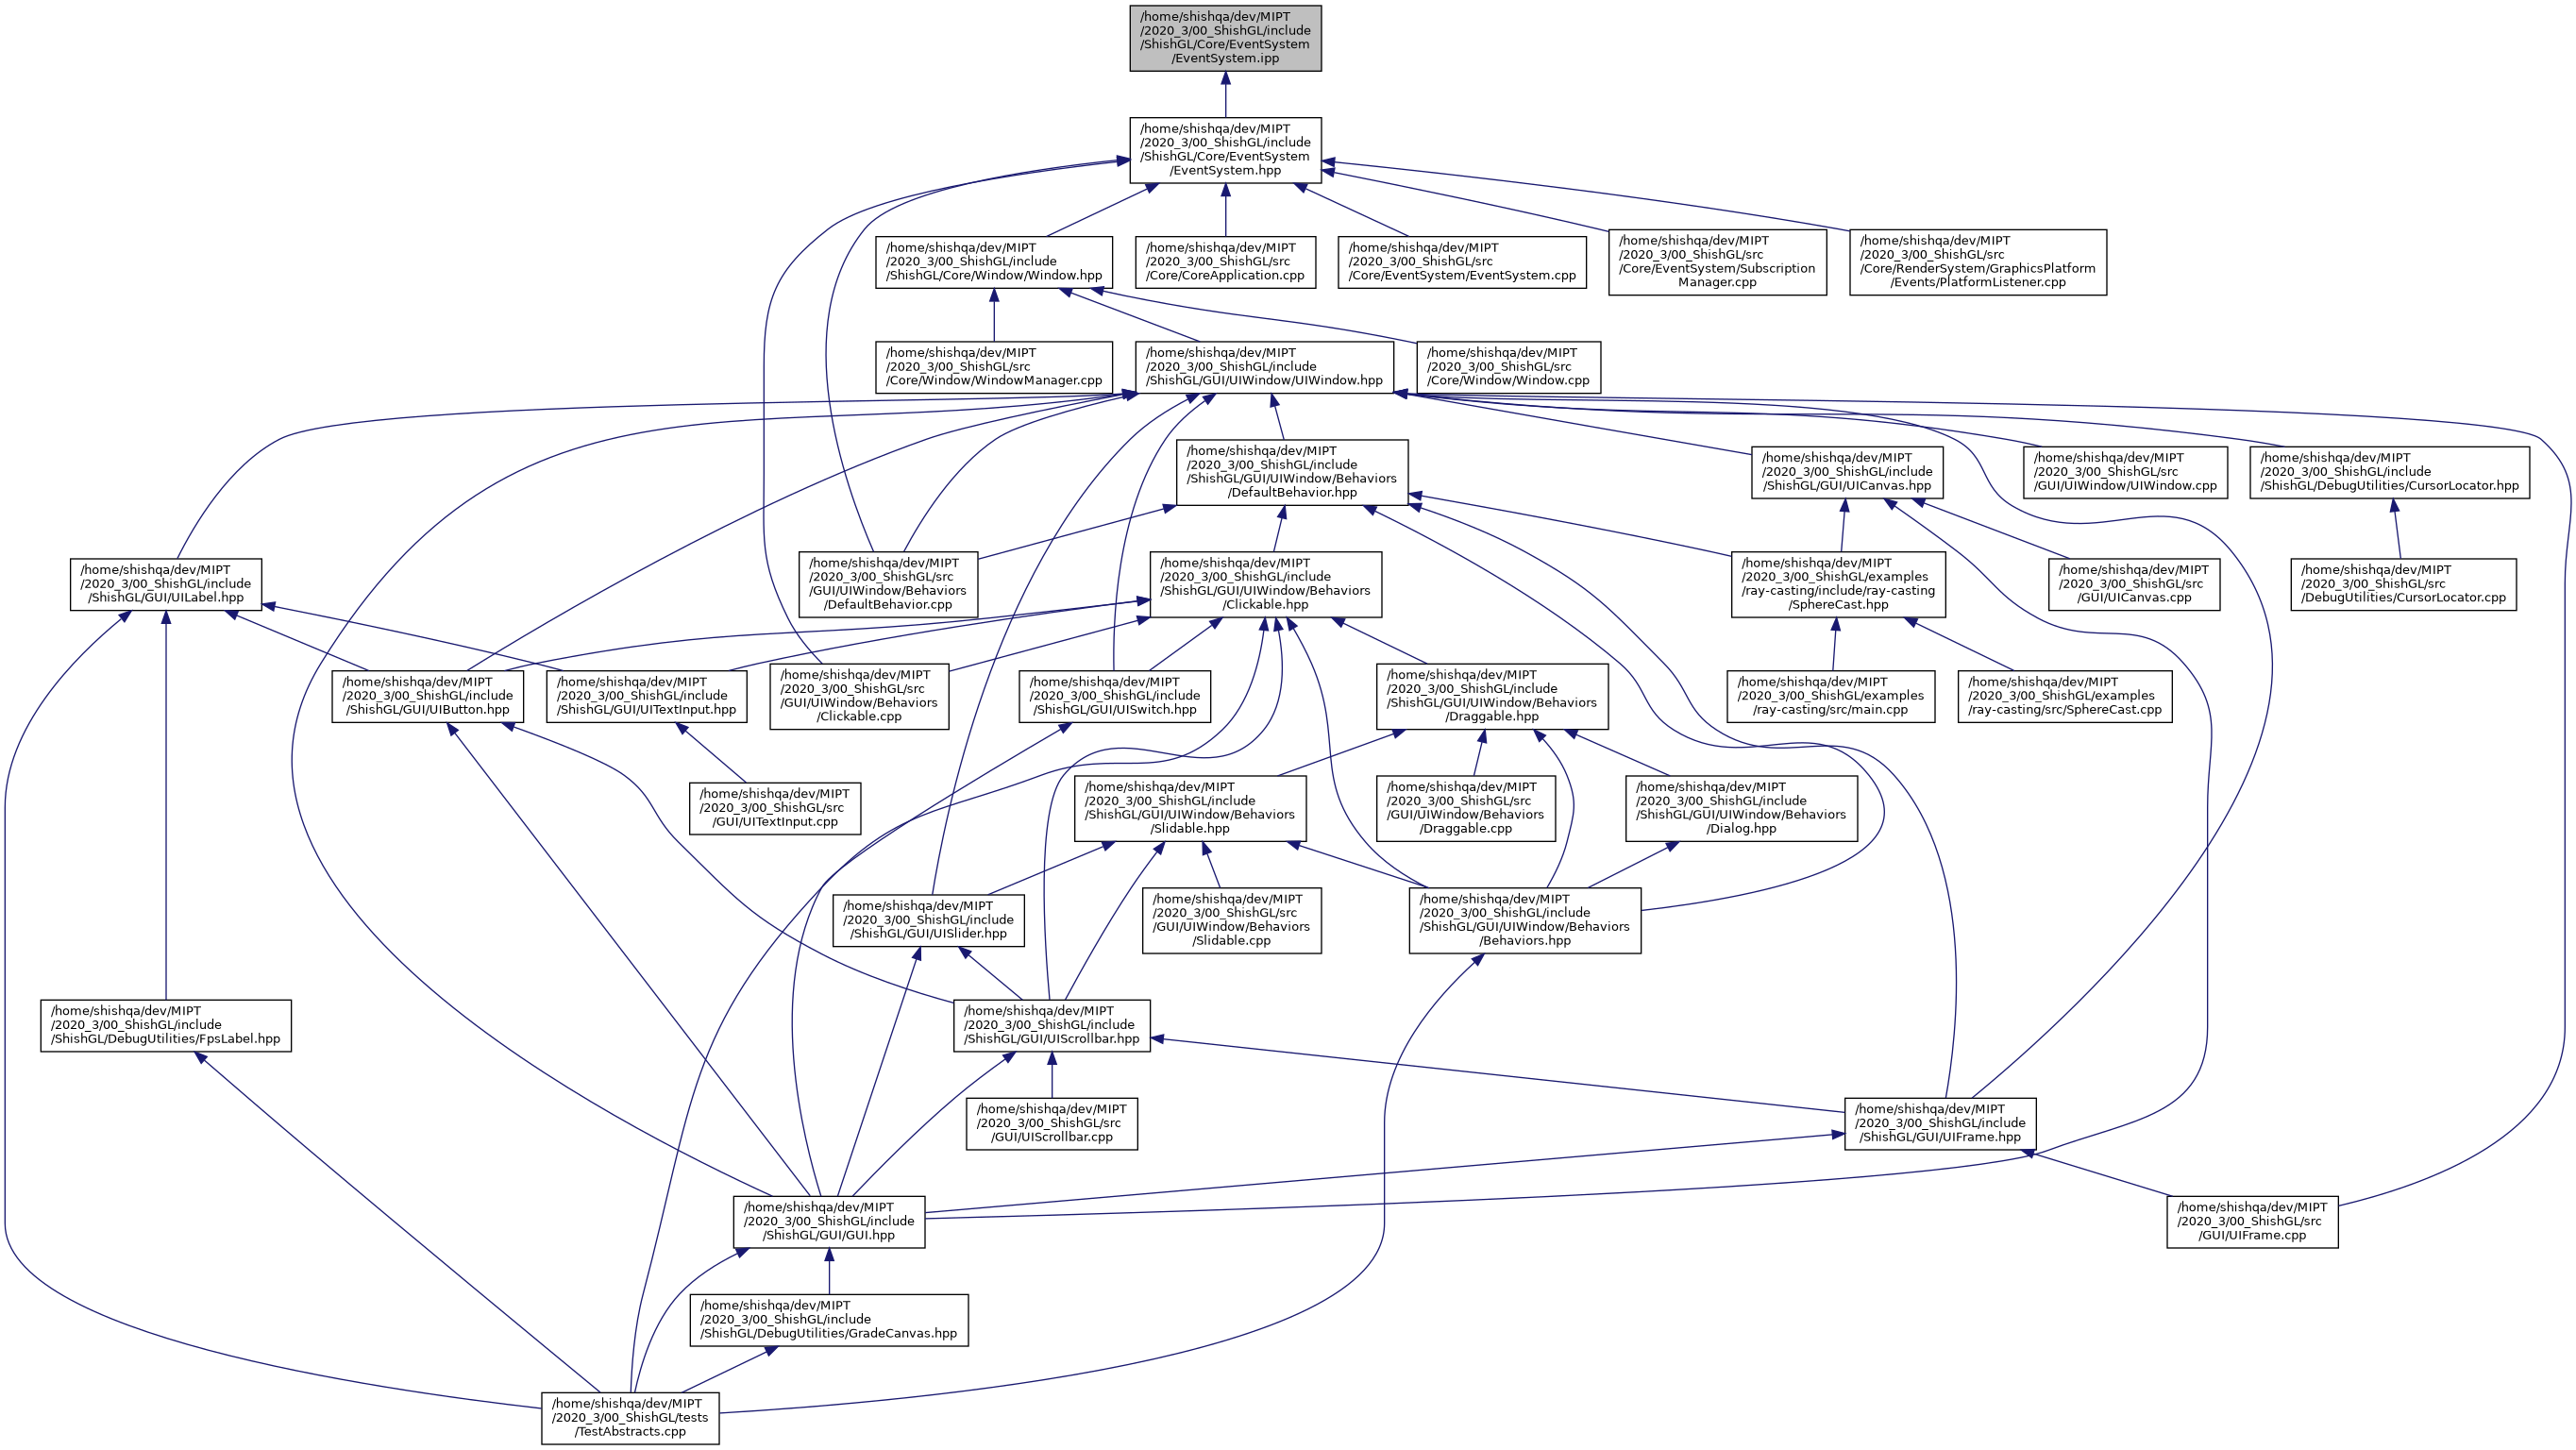 /home/shishqa/dev/MIPT
/2020_3/00_ShishGL/include
/ShishGL/Core/EventSystem
/EventSystem.ipp
/home/shishqa/dev/MIPT
/2020_3/00_ShishGL/include
/ShishGL/Core/EventSystem
/EventSystem.hpp
/home/shishqa/dev/MIPT
/2020_3/00_ShishGL/include
/ShishGL/Core/Window/Window.hpp
/home/shishqa/dev/MIPT
/2020_3/00_ShishGL/src
/Core/CoreApplication.cpp
/home/shishqa/dev/MIPT
/2020_3/00_ShishGL/src
/Core/EventSystem/EventSystem.cpp
/home/shishqa/dev/MIPT
/2020_3/00_ShishGL/src
/Core/EventSystem/Subscription
Manager.cpp
/home/shishqa/dev/MIPT
/2020_3/00_ShishGL/src
/Core/RenderSystem/GraphicsPlatform
/Events/PlatformListener.cpp
/home/shishqa/dev/MIPT
/2020_3/00_ShishGL/src
/Core/Window/WindowManager.cpp
/home/shishqa/dev/MIPT
/2020_3/00_ShishGL/include
/ShishGL/GUI/UIWindow/UIWindow.hpp
/home/shishqa/dev/MIPT
/2020_3/00_ShishGL/src
/Core/Window/Window.cpp
/home/shishqa/dev/MIPT
/2020_3/00_ShishGL/include
/ShishGL/GUI/UIWindow/Behaviors
/DefaultBehavior.hpp
/home/shishqa/dev/MIPT
/2020_3/00_ShishGL/include
/ShishGL/GUI/UICanvas.hpp
/home/shishqa/dev/MIPT
/2020_3/00_ShishGL/src
/GUI/UIWindow/UIWindow.cpp
/home/shishqa/dev/MIPT
/2020_3/00_ShishGL/include
/ShishGL/DebugUtilities/CursorLocator.hpp
/home/shishqa/dev/MIPT
/2020_3/00_ShishGL/include
/ShishGL/GUI/UILabel.hpp
/home/shishqa/dev/MIPT
/2020_3/00_ShishGL/src
/GUI/UIWindow/Behaviors
/DefaultBehavior.cpp
/home/shishqa/dev/MIPT
/2020_3/00_ShishGL/include
/ShishGL/GUI/UIWindow/Behaviors
/Clickable.hpp
/home/shishqa/dev/MIPT
/2020_3/00_ShishGL/examples
/ray-casting/include/ray-casting
/SphereCast.hpp
/home/shishqa/dev/MIPT
/2020_3/00_ShishGL/src
/GUI/UICanvas.cpp
/home/shishqa/dev/MIPT
/2020_3/00_ShishGL/src
/DebugUtilities/CursorLocator.cpp
/home/shishqa/dev/MIPT
/2020_3/00_ShishGL/include
/ShishGL/GUI/UIButton.hpp
/home/shishqa/dev/MIPT
/2020_3/00_ShishGL/include
/ShishGL/GUI/UITextInput.hpp
/home/shishqa/dev/MIPT
/2020_3/00_ShishGL/src
/GUI/UIWindow/Behaviors
/Clickable.cpp
/home/shishqa/dev/MIPT
/2020_3/00_ShishGL/include
/ShishGL/GUI/UISwitch.hpp
/home/shishqa/dev/MIPT
/2020_3/00_ShishGL/include
/ShishGL/GUI/UIWindow/Behaviors
/Draggable.hpp
/home/shishqa/dev/MIPT
/2020_3/00_ShishGL/examples
/ray-casting/src/main.cpp
/home/shishqa/dev/MIPT
/2020_3/00_ShishGL/examples
/ray-casting/src/SphereCast.cpp
/home/shishqa/dev/MIPT
/2020_3/00_ShishGL/src
/GUI/UITextInput.cpp
/home/shishqa/dev/MIPT
/2020_3/00_ShishGL/include
/ShishGL/GUI/UIWindow/Behaviors
/Slidable.hpp
/home/shishqa/dev/MIPT
/2020_3/00_ShishGL/src
/GUI/UIWindow/Behaviors
/Draggable.cpp
/home/shishqa/dev/MIPT
/2020_3/00_ShishGL/include
/ShishGL/GUI/UIWindow/Behaviors
/Dialog.hpp
/home/shishqa/dev/MIPT
/2020_3/00_ShishGL/include
/ShishGL/GUI/UISlider.hpp
/home/shishqa/dev/MIPT
/2020_3/00_ShishGL/src
/GUI/UIWindow/Behaviors
/Slidable.cpp
/home/shishqa/dev/MIPT
/2020_3/00_ShishGL/include
/ShishGL/GUI/UIWindow/Behaviors
/Behaviors.hpp
/home/shishqa/dev/MIPT
/2020_3/00_ShishGL/include
/ShishGL/DebugUtilities/FpsLabel.hpp
/home/shishqa/dev/MIPT
/2020_3/00_ShishGL/include
/ShishGL/GUI/UIScrollbar.hpp
/home/shishqa/dev/MIPT
/2020_3/00_ShishGL/src
/GUI/UIScrollbar.cpp
/home/shishqa/dev/MIPT
/2020_3/00_ShishGL/include
/ShishGL/GUI/UIFrame.hpp
/home/shishqa/dev/MIPT
/2020_3/00_ShishGL/include
/ShishGL/GUI/GUI.hpp
/home/shishqa/dev/MIPT
/2020_3/00_ShishGL/src
/GUI/UIFrame.cpp
/home/shishqa/dev/MIPT
/2020_3/00_ShishGL/include
/ShishGL/DebugUtilities/GradeCanvas.hpp
/home/shishqa/dev/MIPT
/2020_3/00_ShishGL/tests
/TestAbstracts.cpp